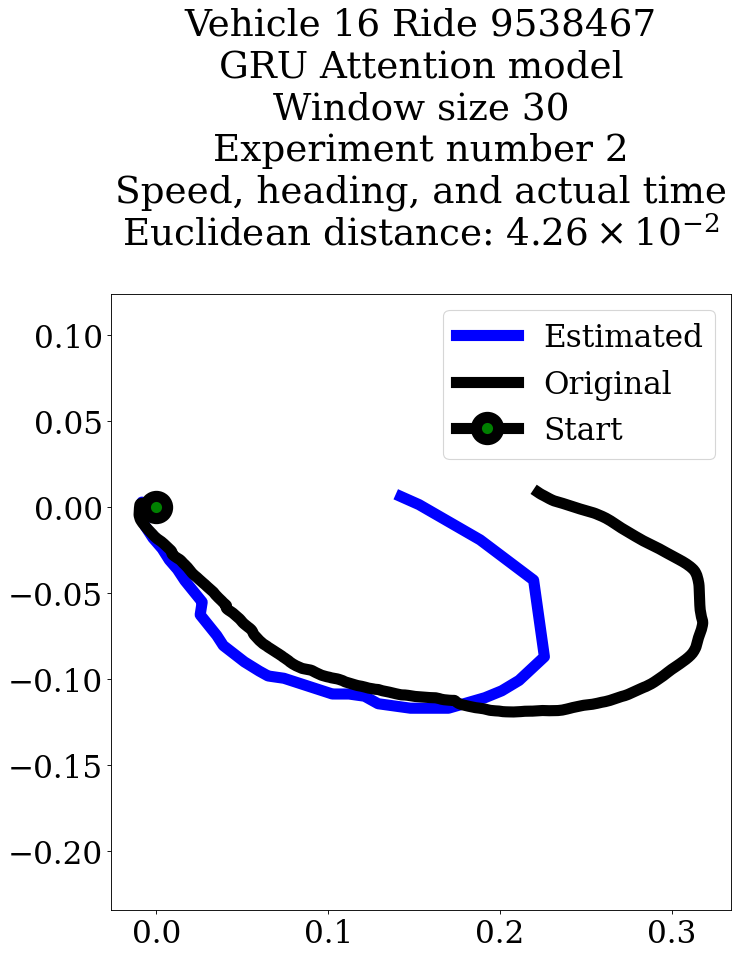 Vehicle 16 Ride 9538467
GRU Attention model
Window size 30
Experiment number 2
Speed, heading, and actual time
Euclidean distance: 4.26 × 10⁻²
Estimated
Original
Start
0.10
0.05
0.00
−0.05
−0.10
−0.15
−0.20
0.0 0.1 0.2 0.3